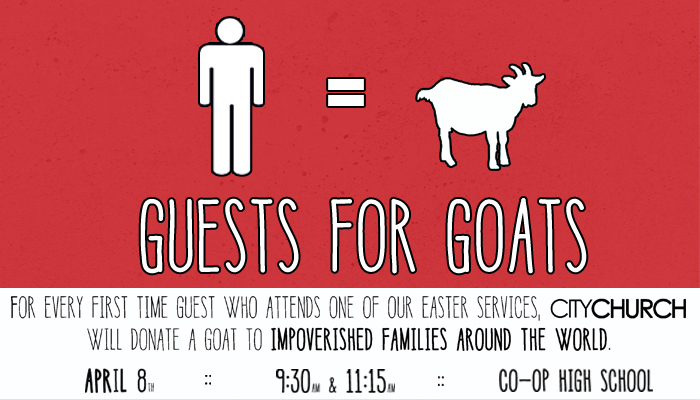 =
GUESTS FOR GOATS
FOR EVERY FIRST TIME GUEST WHO ATTENDS ONE OF OUR EASTER SERVICES, CITYCHURCH
WILL DONATE A GOAT TO IMPOVERISHED FAMILIES AROUND THE WORLD.
APRIL 8TH :: 9:30AM & 11:15AM :: CO-OP HIGH SCHOOL